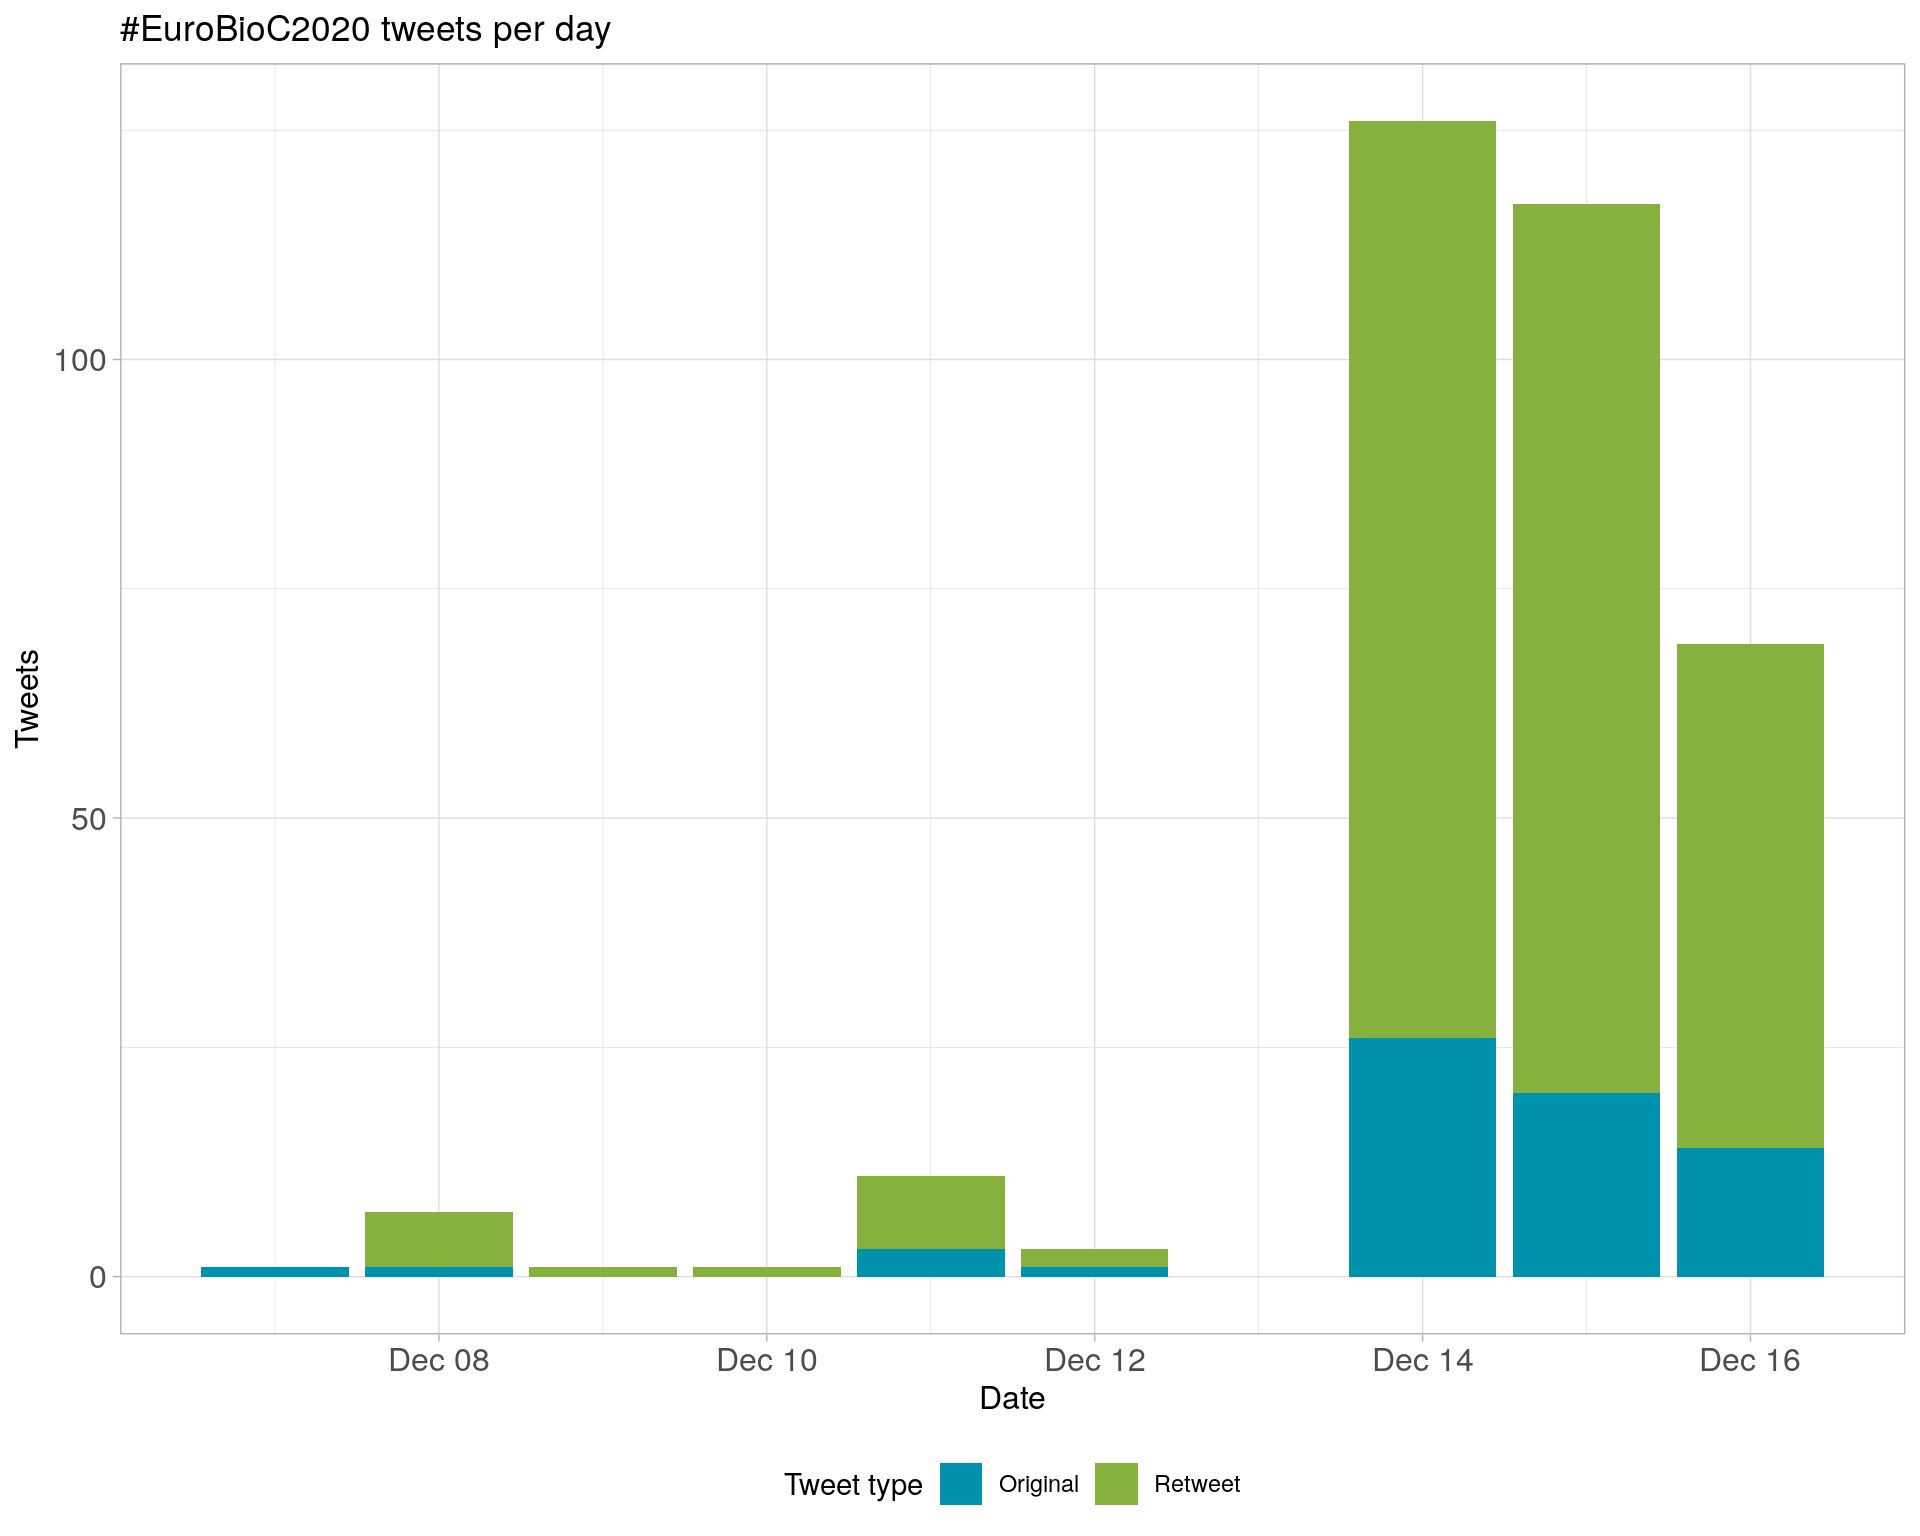 #EuroBioC2020 tweets per day
Tweets
100
50
0
Dec 08
Dec 10
Dec 12
Dec 14
Dec 16
Date
Tweet type
Original
Retweet